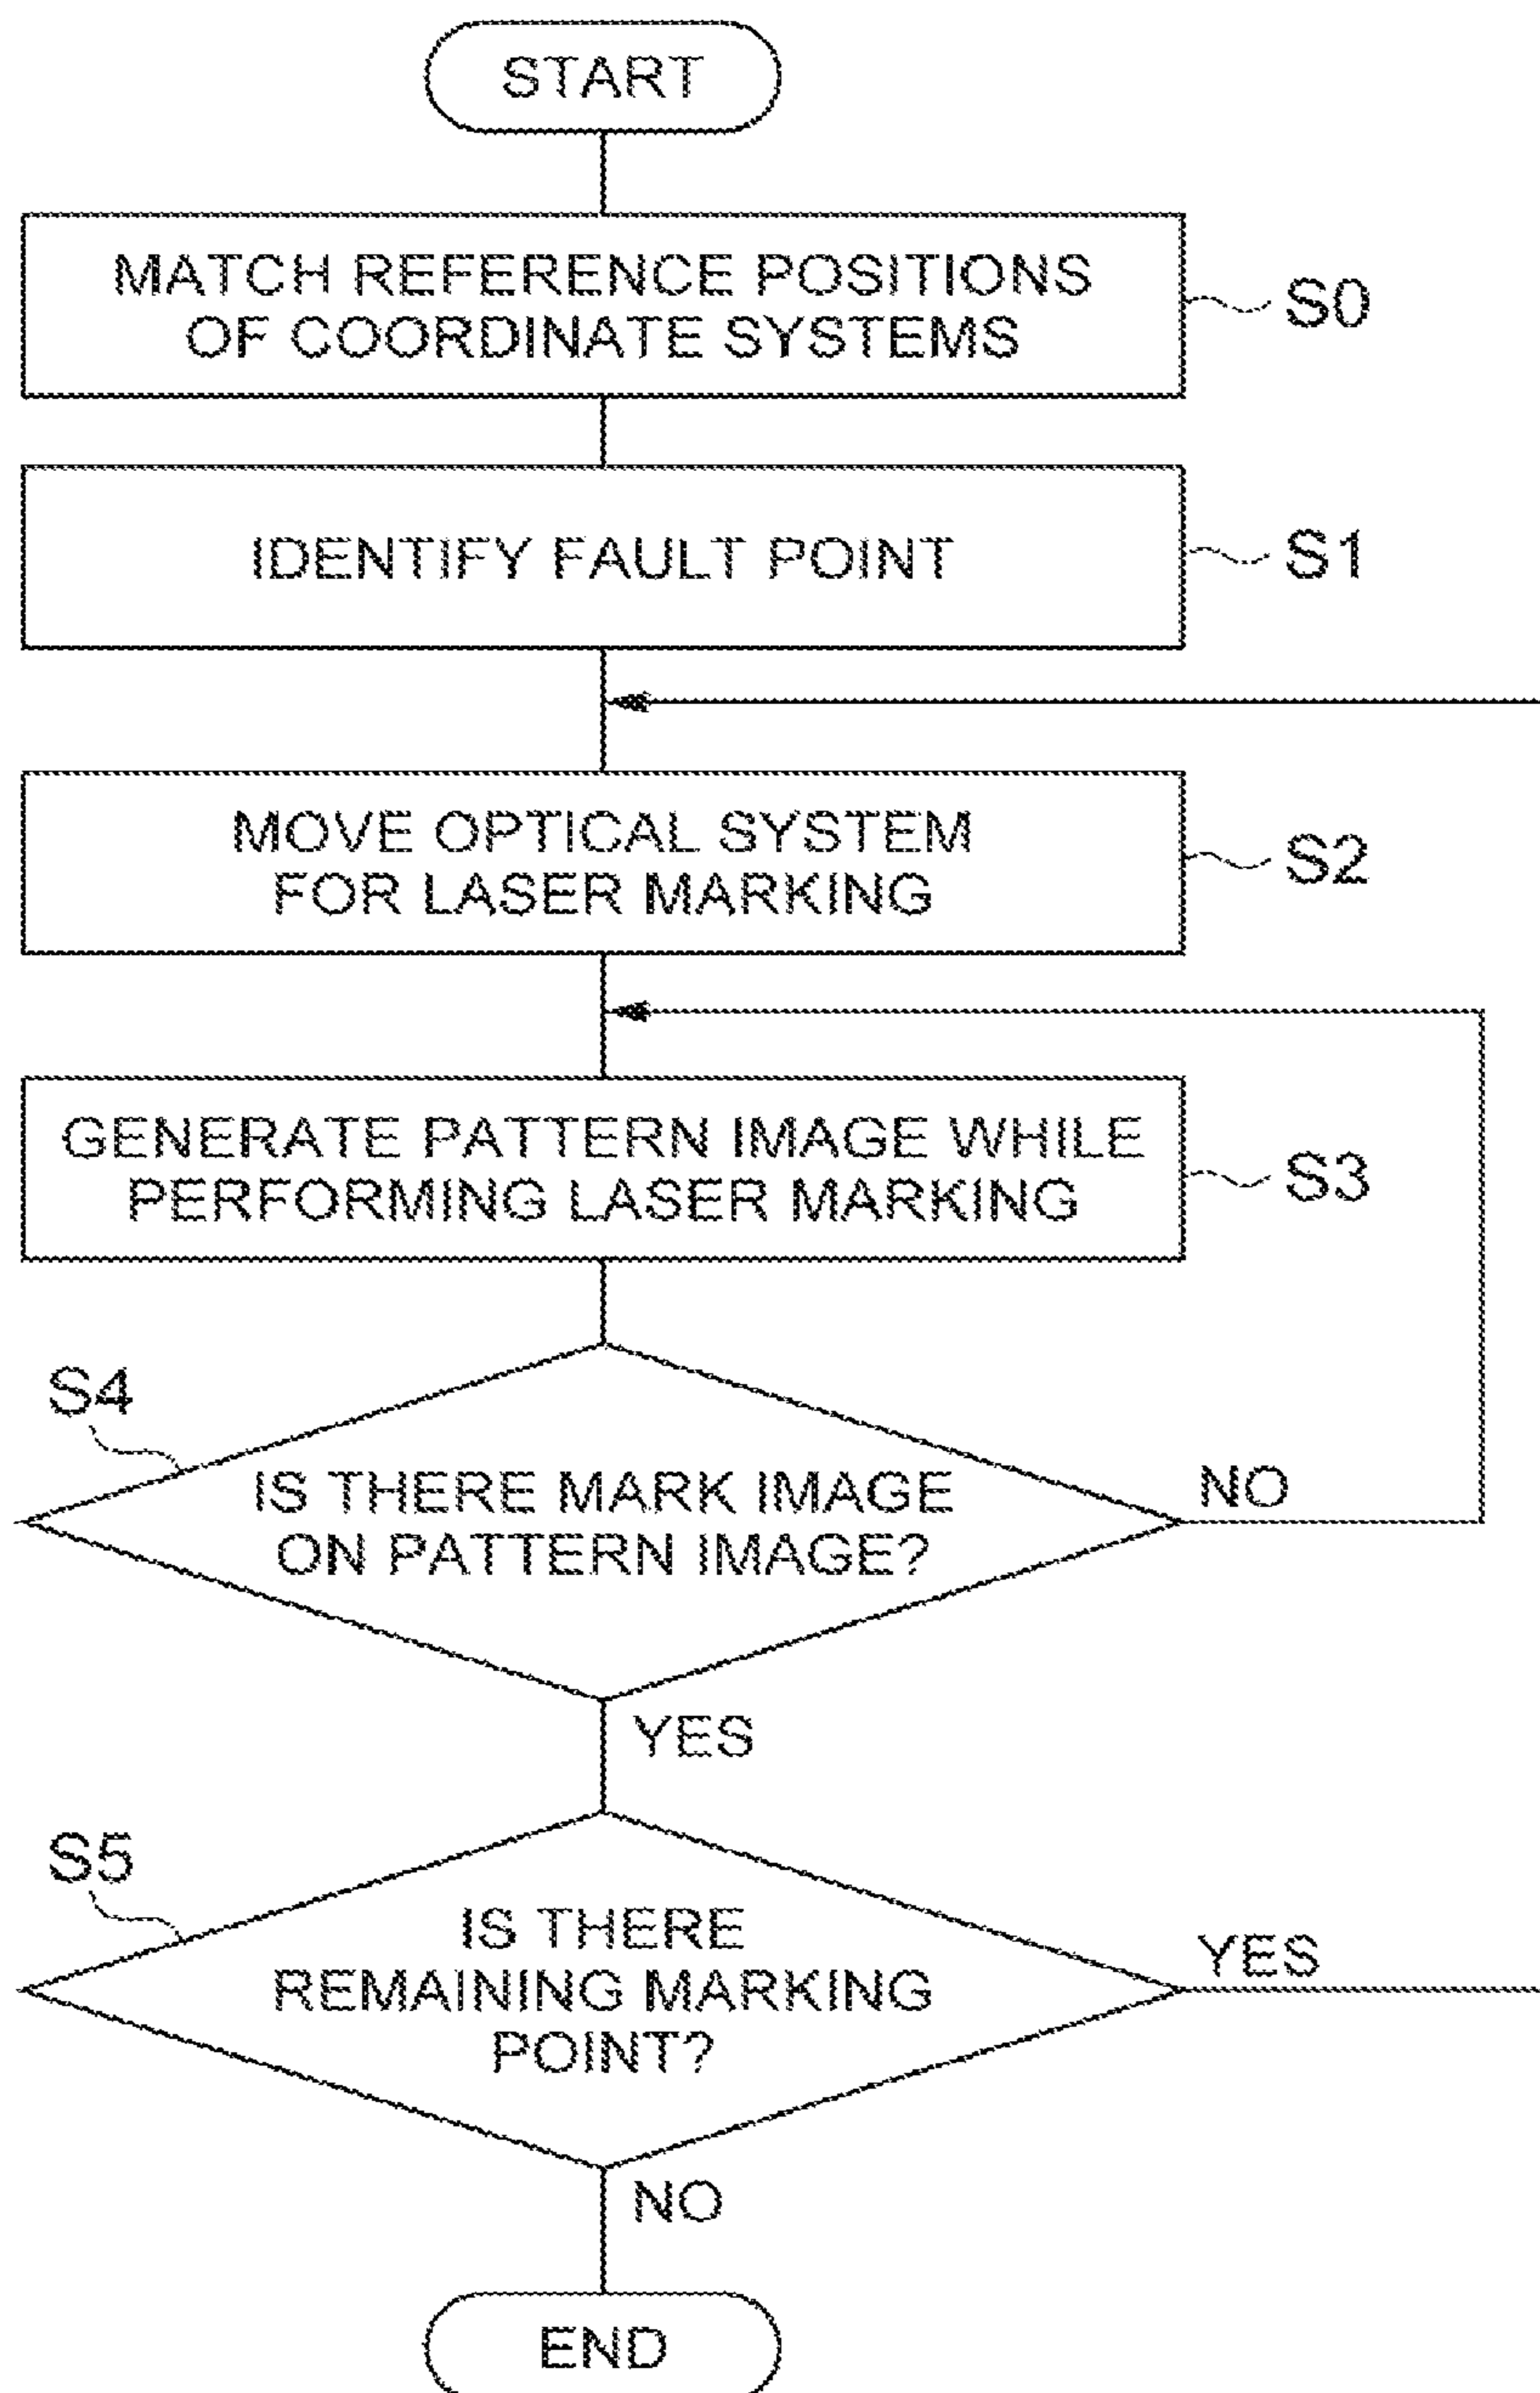 START
MATCH REFERENCE POSITIONS
OF COORDINATE SYSTEMS
S0
IDENTIFY FAULT POINT
S1
MOVE OPTICAL SYSTEM
FOR LASER MARKING
S2
GENERATE PATTERN IMAGE WHILE
PERFORMING LASER MARKING
S3
S4
IS THERE MARK IMAGE
ON PATTERN IMAGE?
NO
YES
S5
IS THERE
REMAINING MARKING
POINT?
YES
NO
END